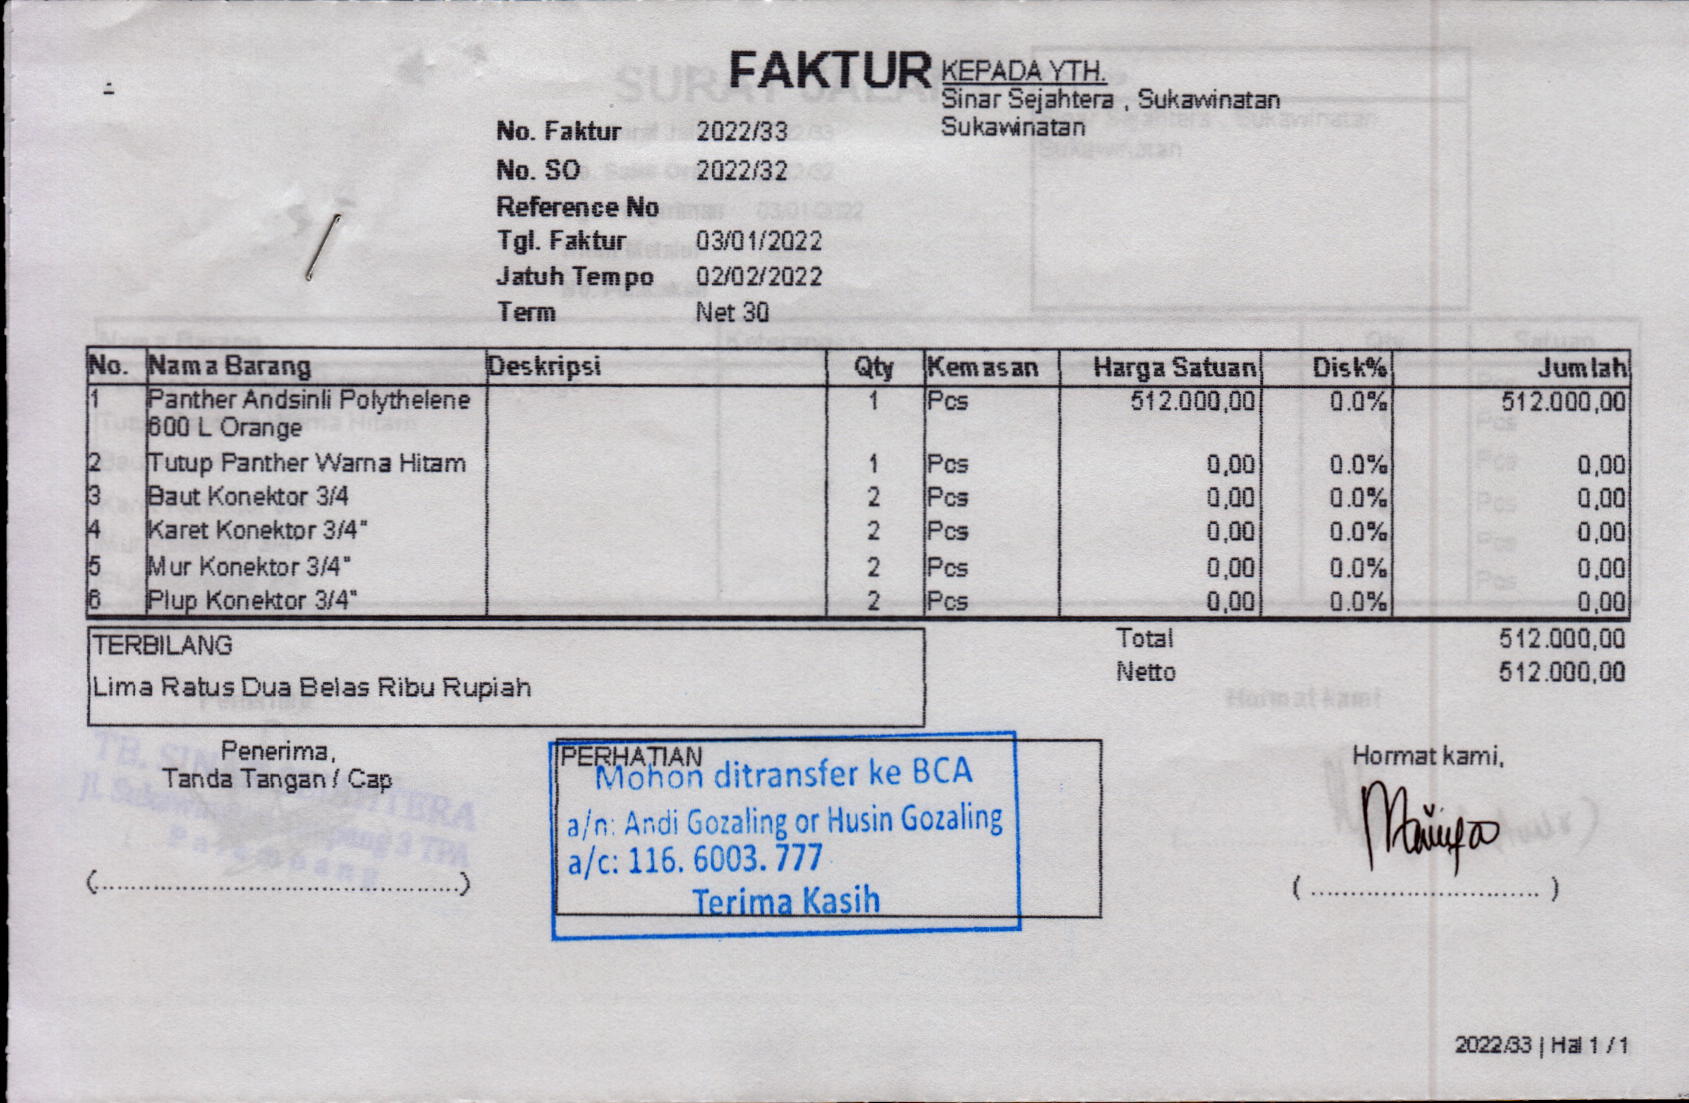 FAKTUR
KEPADA YTH.
Sinar Sejahtera , Sukawinatan
Sukawinatan
No. Faktur 2022/33
No. SO 2022/32
Reference No
Tgl. Faktur 03/01/2022
Jatuh Tempo 02/02/2022
Term Net 30
No. Nama Barang Deskripsi Qty Kemasan Harga Satuan Disk% Jumlah
1 Panther Andsinli Polythelene 1 Pcs 512.000,00 0.0% 512.000,00
600 L Orange
2 Tutup Panther Warna Hitam 1 Pcs 0,00 0.0% 0,00
3 Baut Konektor 3/4 2 Pcs 0,00 0.0% 0,00
4 Karet Konektor 3/4" 2 Pcs 0,00 0.0% 0,00
5 Mur Konektor 3/4" 2 Pcs 0,00 0.0% 0,00
6 Plup Konektor 3/4" 2 Pcs 0,00 0.0% 0,00
TERBILANG
Lima Ratus Dua Belas Ribu Rupiah
Total 512.000,00
Netto 512.000,00
Penerima,
Tanda Tangan / Cap
(................................................)
PERHATIAN
Mohon ditransfer ke BCA
a/n: Andi Gozaling or Husin Gozaling
a/c: 116. 6003. 777
Terima Kasih
Hormat kami,
( .............................. )
2022/33 | Hal 1 / 1